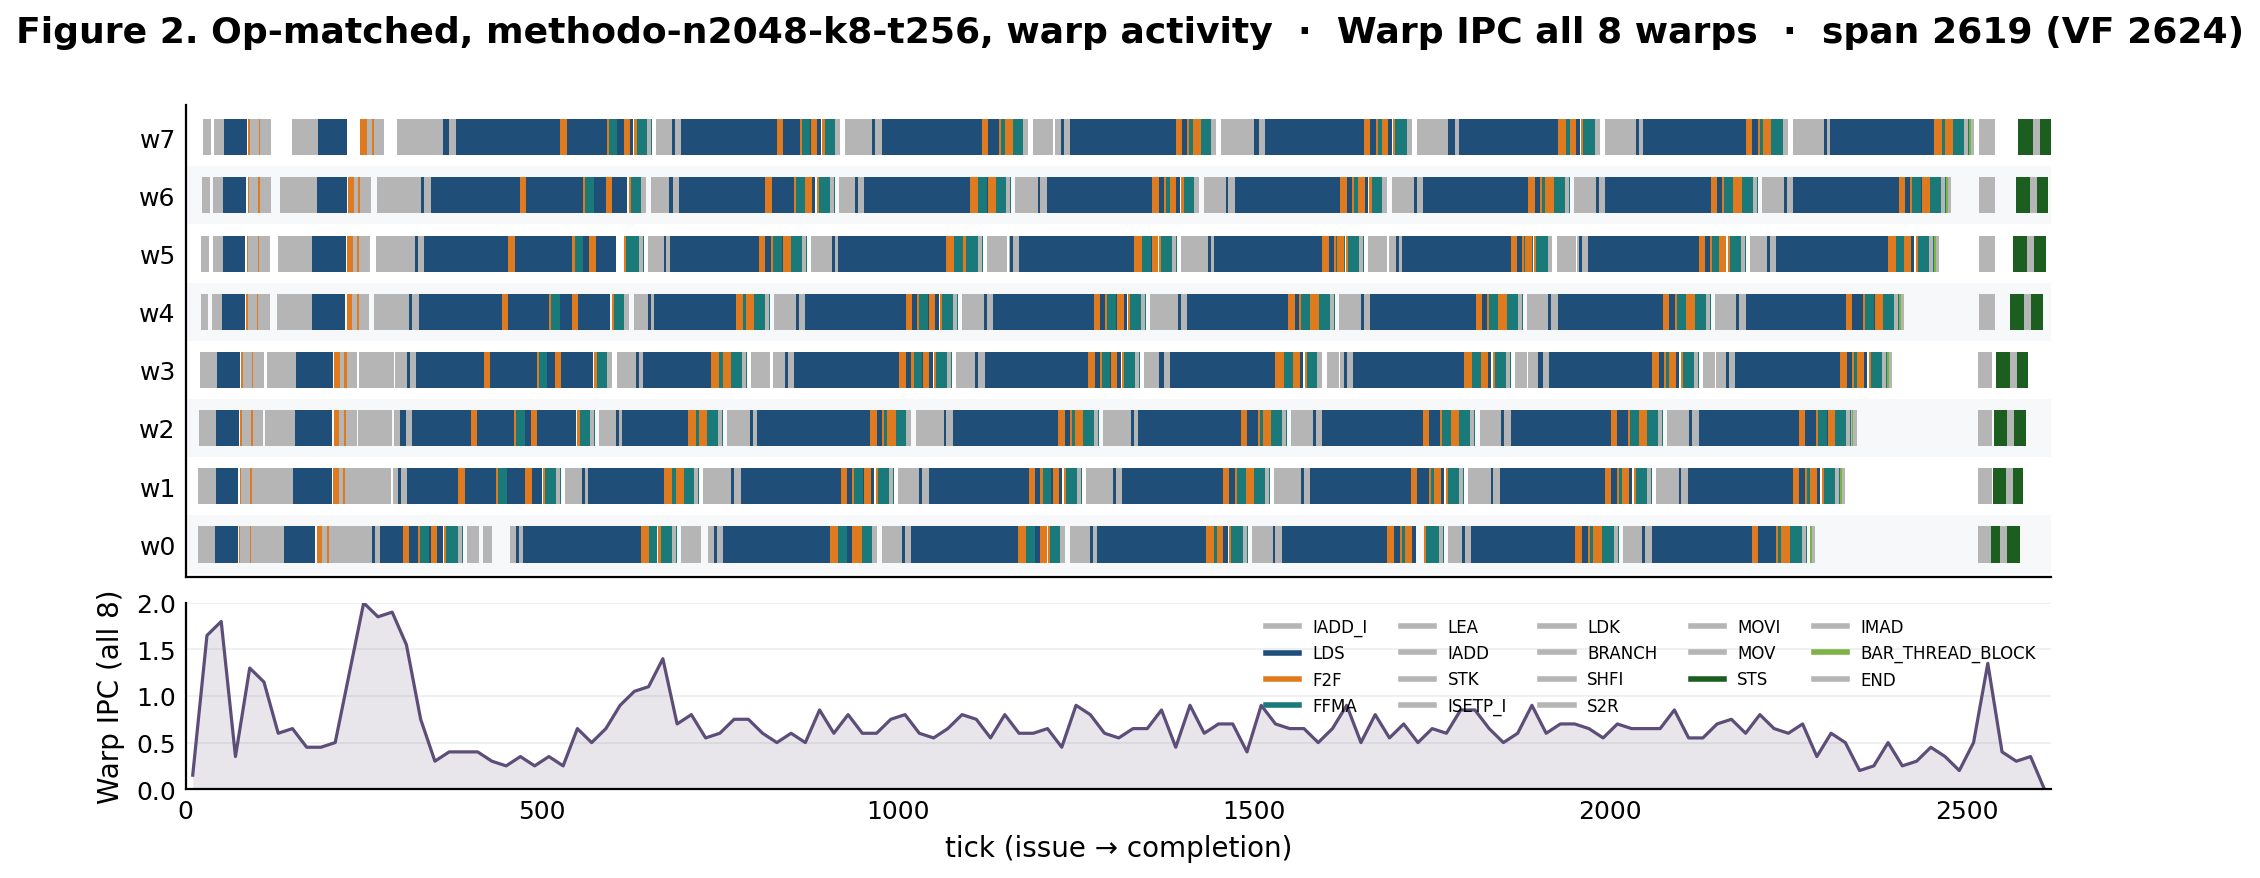 Figure 2. Op-matched, methodo-n2048-k8-t256, warp activity · Warp IPC all 8 warps · span 2619 (VF 2624)
w7
w6
w5
w4
w3
w2
w1
w0
Warp IPC (all 8)
2.0
1.5
1.0
0.5
0.0
IADD_I LEA LDK MOVI IMAD
LDS IADD BRANCH MOV BAR_THREAD_BLOCK
F2F STK SHFI STS END
FFMA ISETP_I S2R
0 500 1000 1500 2000 2500
tick (issue → completion)